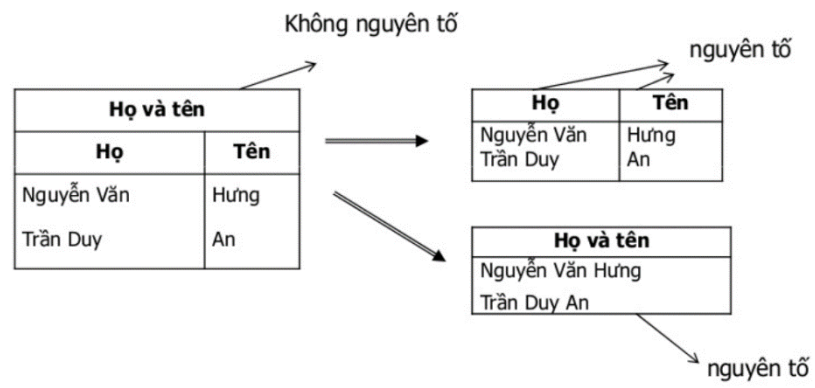 Không nguyên tố
nguyên tố
Họ và tên
Họ Tên
Nguyễn Văn Hưng
Trần Duy An
Họ Tên
Nguyễn Văn Hưng
Trần Duy An
Họ và tên
Nguyễn Văn Hưng
Trần Duy An
nguyên tố